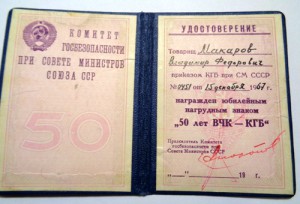 КОМИТЕТ
ГОСБЕЗОПАСНОСТИ
ПРИ СОВЕТЕ МИНИСТРОВ
СОЮЗА ССР
50
УДОСТОВЕРЕНИЕ
Товарищ Макаров
Владимир Федорович
приказом КГБ при СМ СССР
№ 0451 от 15 декабря 1967 г.
награжден юбилейным
нагрудным знаком
"50 лет ВЧК — КГБ"
Председатель Комитета
госбезопасности при
Совете Министров СССР
" " 19 г.